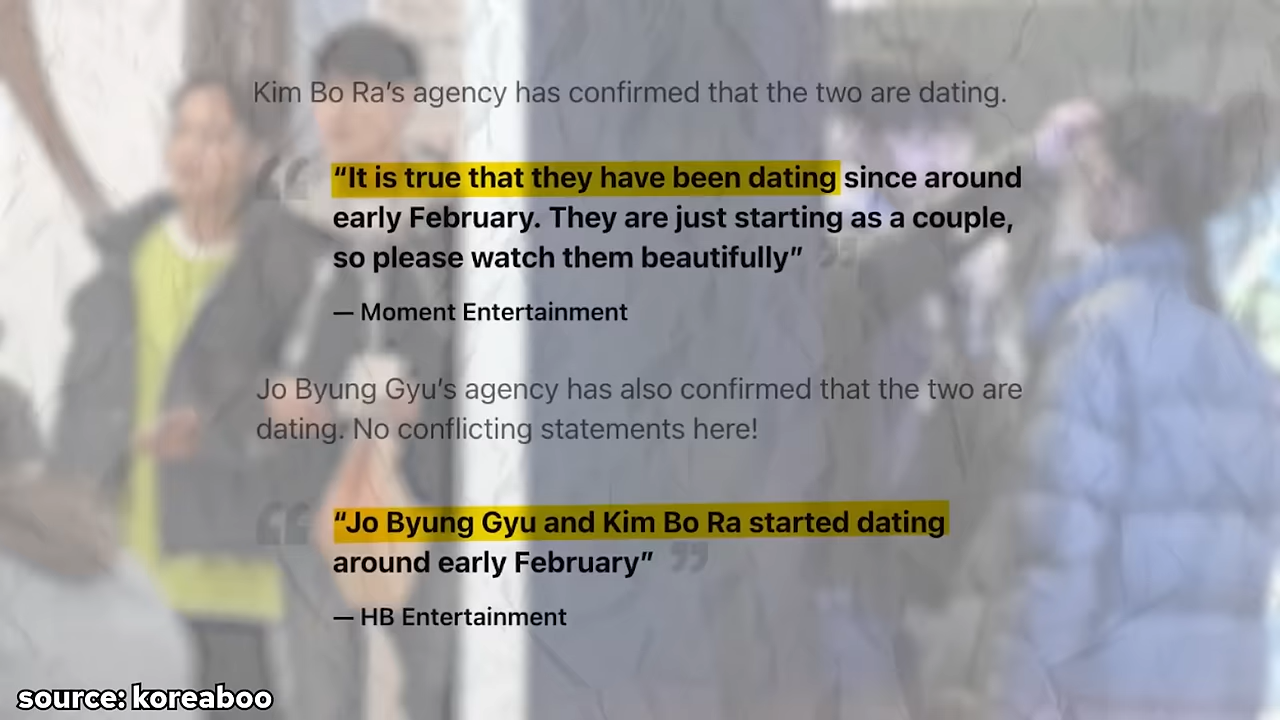 Kim Bo Ra’s agency has confirmed that the two are dating.
“It is true that they have been dating since around
early February. They are just starting as a couple,
so please watch them beautifully”
— Moment Entertainment
Jo Byung Gyu’s agency has also confirmed that the two are
dating. No conflicting statements here!
“Jo Byung Gyu and Kim Bo Ra started dating
around early February”
— HB Entertainment
source: koreaboo